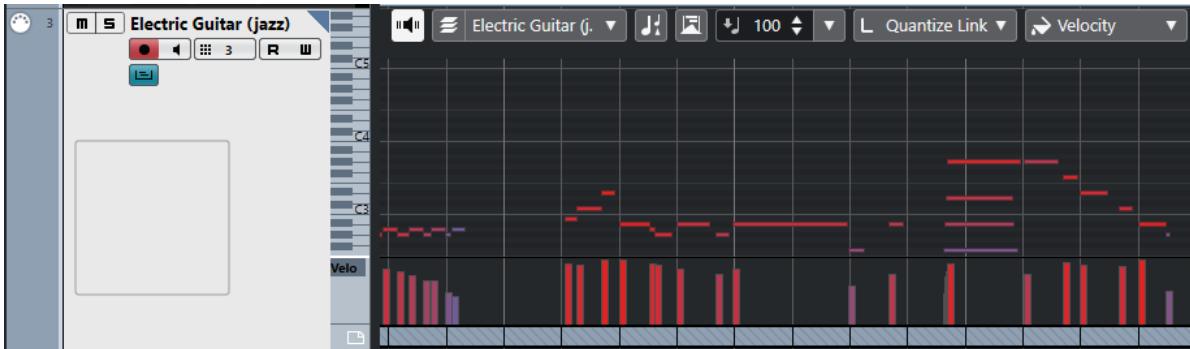 3 M S Electric Guitar (jazz)
Electric Guitar (j. 100 Quantize Link Velocity
3 R W
C5
C4
C3
Velo